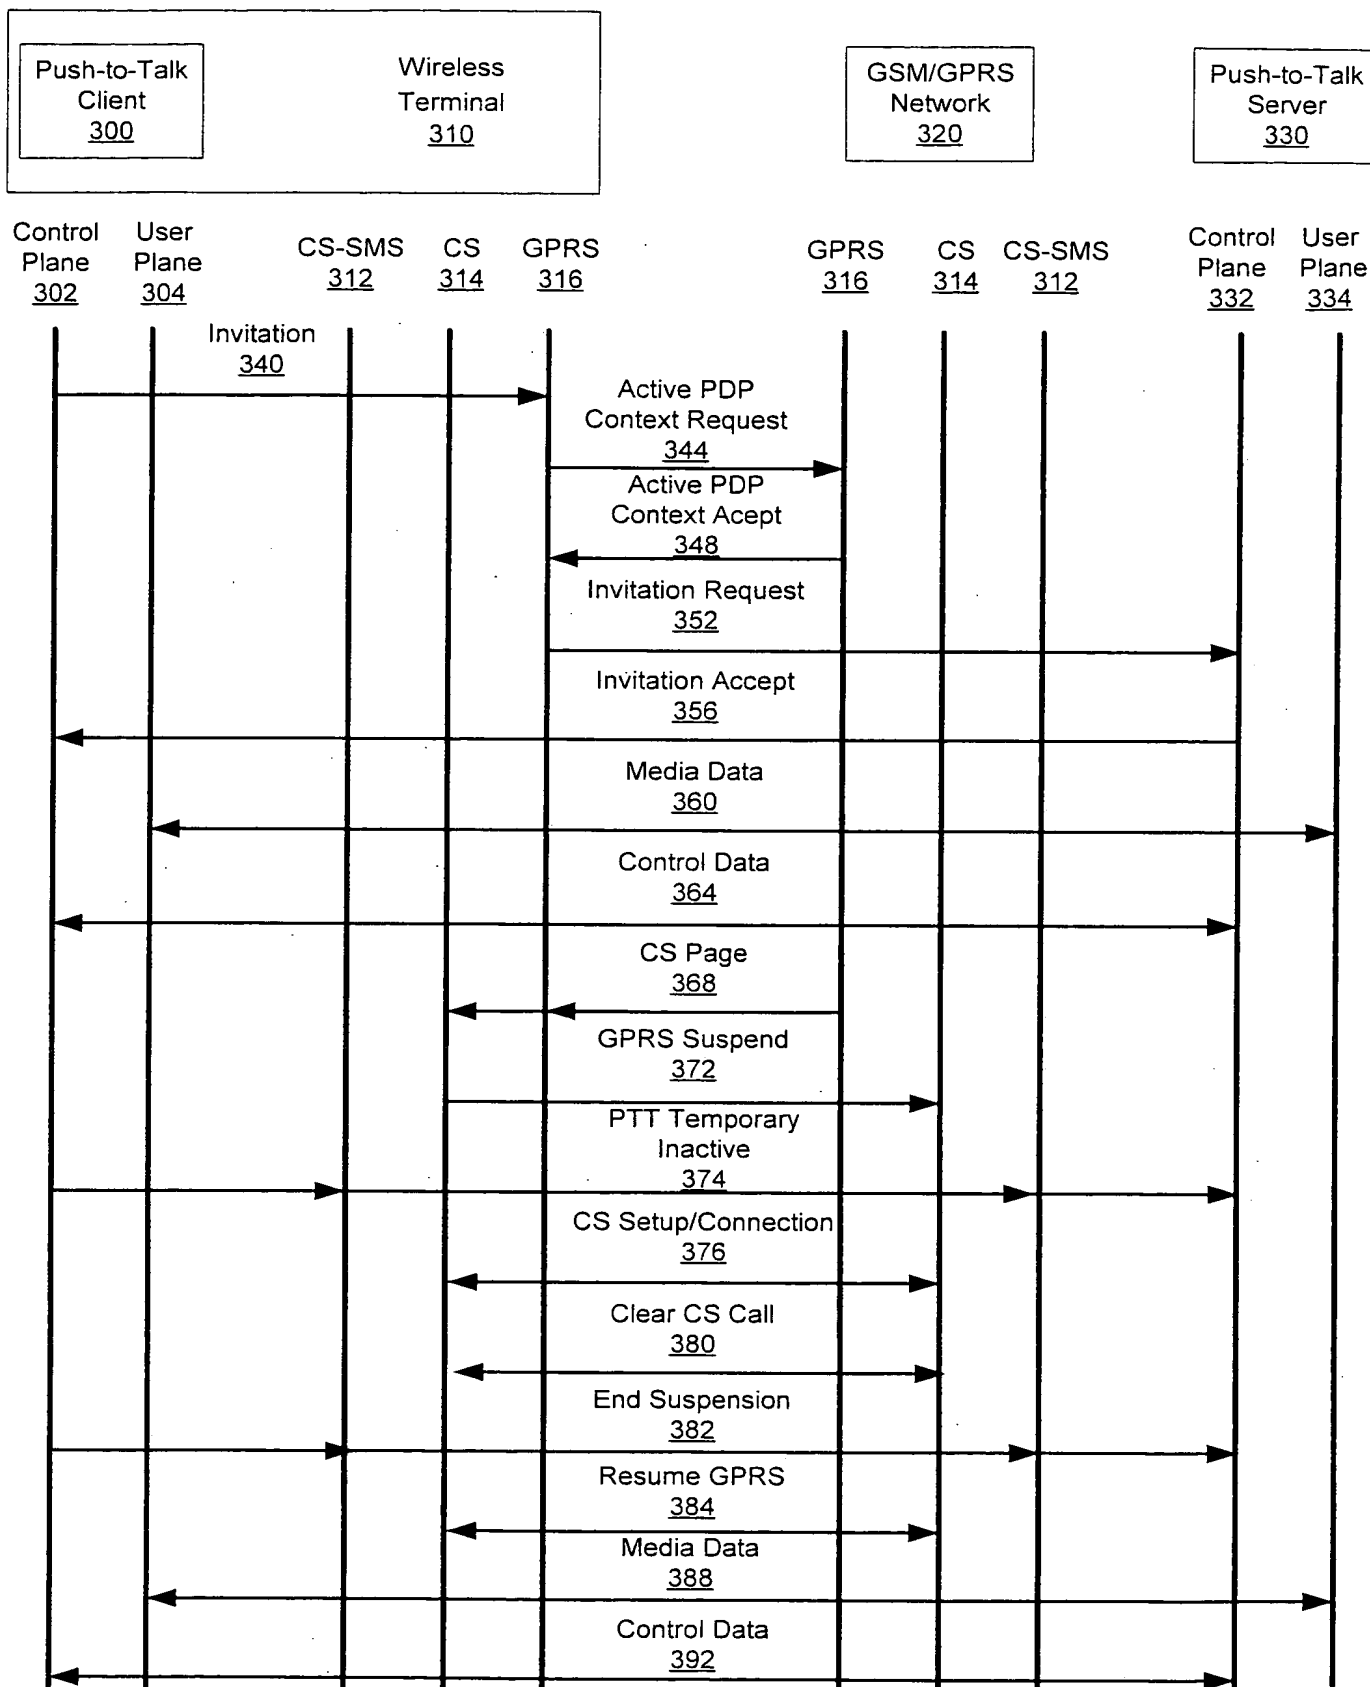 Push-to-Talk
Client
300
Wireless
Terminal
310
GSM/GPRS
Network
320
Push-to-Talk
Server
330
Control
Plane
302
User
Plane
304
CS-SMS
312
CS
314
GPRS
316
GPRS
316
CS
314
CS-SMS
312
Control
Plane
332
User
Plane
334
Invitation
340
Active PDP
Context Request
344
Active PDP
Context Acept
348
Invitation Request
352
Invitation Accept
356
Media Data
360
Control Data
364
CS Page
368
GPRS Suspend
372
PTT Temporary
Inactive
374
CS Setup/Connection
376
Clear CS Call
380
End Suspension
382
Resume GPRS
384
Media Data
388
Control Data
392